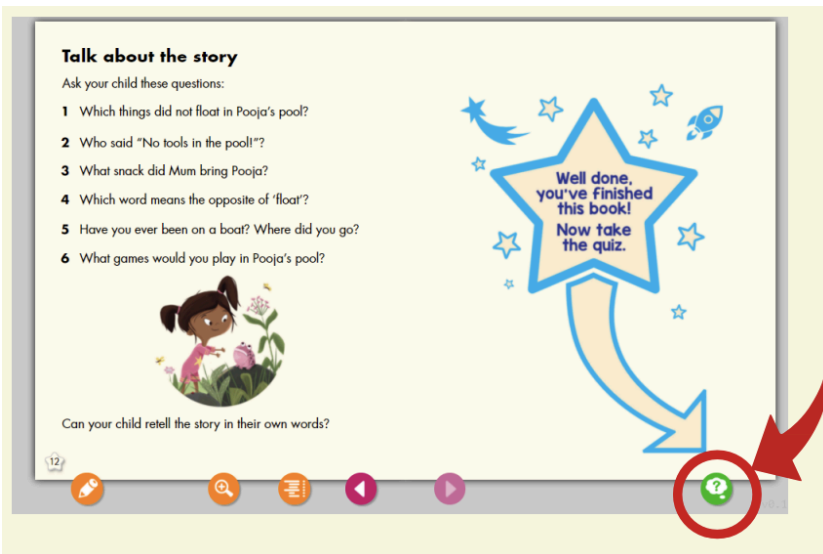 Talk about the story
Ask your child these questions:
1 Which things did not float in Pooja's pool?
2 Who said “No tools in the pool!”?
3 What snack did Mum bring Pooja?
4 Which word means the opposite of ‘float’?
5 Have you ever been on a boat? Where did you go?
6 What games would you play in Pooja's pool?
Can your child retell the story in their own words?
12
Well done,
you've finished
this book!
Now take
the quiz.
?